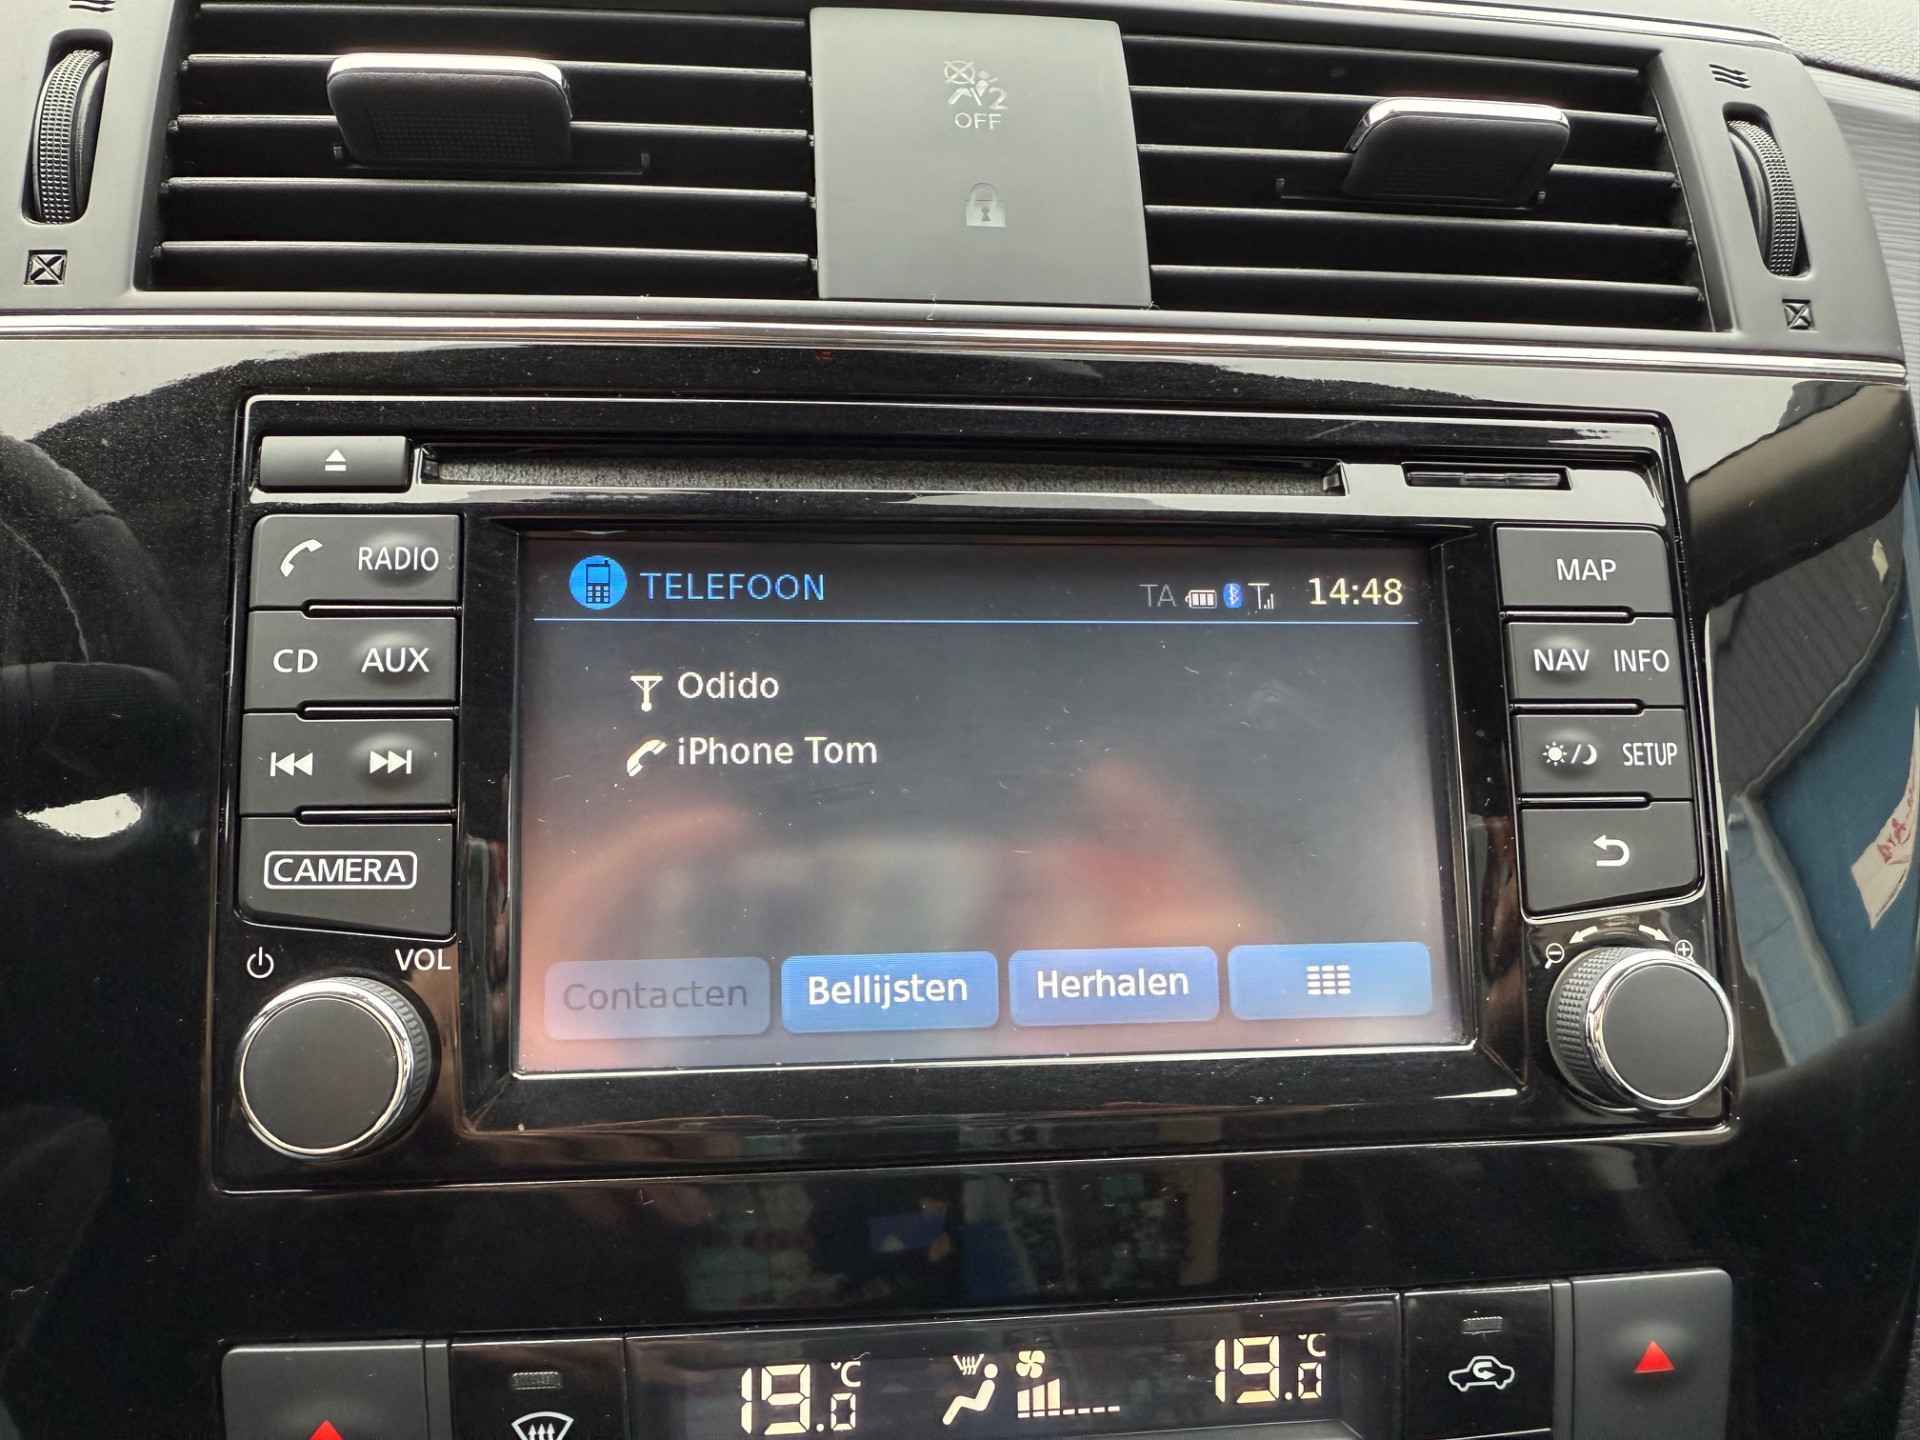 2
OFF
RADIO
MAP
TELEFOON
TA
14:48
CD AUX
NAV INFO
Odido
iPhone Tom
SETUP
CAMERA
VOL
Contacten
Bellijsten
Herhalen
19.0 °C
19.0 °C